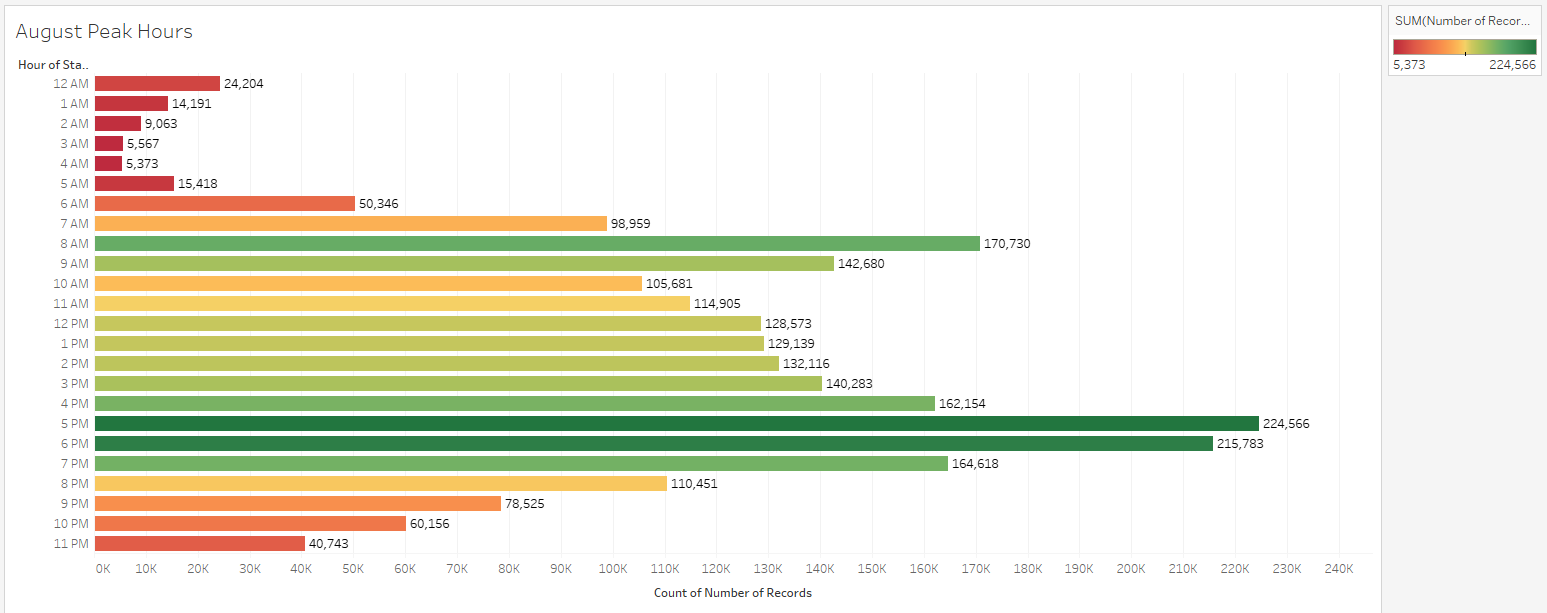 August Peak Hours
SUM(Number of Recor...
5,373 224,566
Hour of Sta..
12 AM 24,204
1 AM 14,191
2 AM 9,063
3 AM 5,567
4 AM 5,373
5 AM 15,418
6 AM 50,346
7 AM 98,959
8 AM 170,730
9 AM 142,680
10 AM 105,681
11 AM 114,905
12 PM 128,573
1 PM 129,139
2 PM 132,116
3 PM 140,283
4 PM 162,154
5 PM 224,566
6 PM 215,783
7 PM 164,618
8 PM 110,451
9 PM 78,525
10 PM 60,156
11 PM 40,743
0K 10K 20K 30K 40K 50K 60K 70K 80K 90K 100K 110K 120K 130K 140K 150K 160K 170K 180K 190K 200K 210K 220K 230K 240K
Count of Number of Records